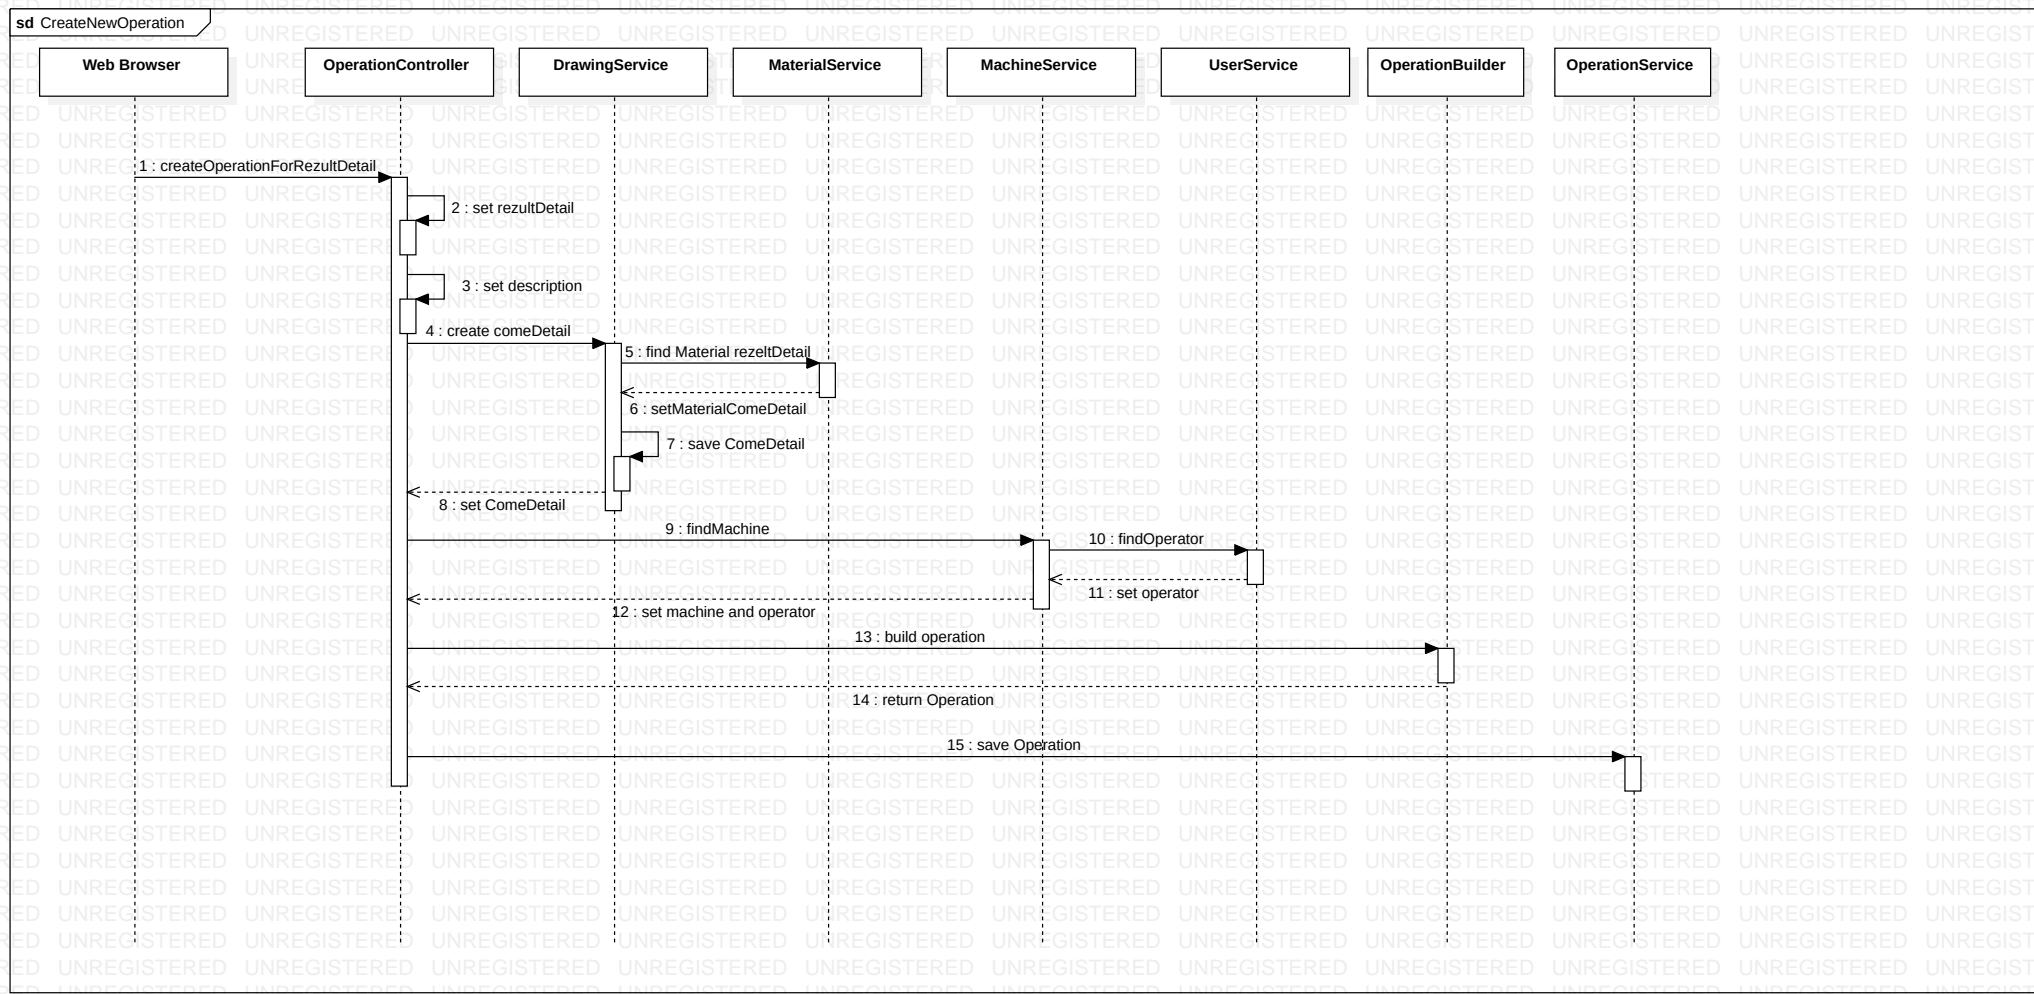 sd CreateNewOperation
Web Browser
OperationController
DrawingService
MaterialService
MachineService
UserService
OperationBuilder
OperationService
1 : createOperationForRezultDetail
2 : set rezultDetail
3 : set description
4 : create comeDetail
5 : find Material rezeltDetail
6 : setMaterialComeDetail
7 : save ComeDetail
8 : set ComeDetail
9 : findMachine
10 : findOperator
11 : set operator
12 : set machine and operator
13 : build operation
14 : return Operation
15 : save Operation
UNREGISTERED